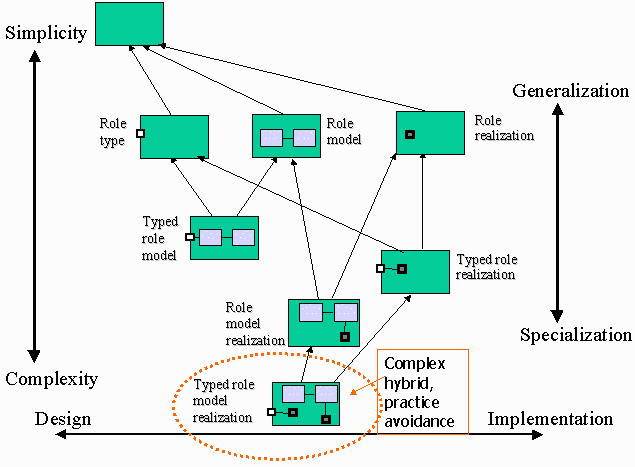 Simplicity
Generalization
Role
type
Role
model
Role
realization
Typed
role
model
Typed role
realization
Role
model
realization
Specialization
Complexity
Typed role
model
realization
Complex
hybrid,
practice
avoidance
Design
Implementation